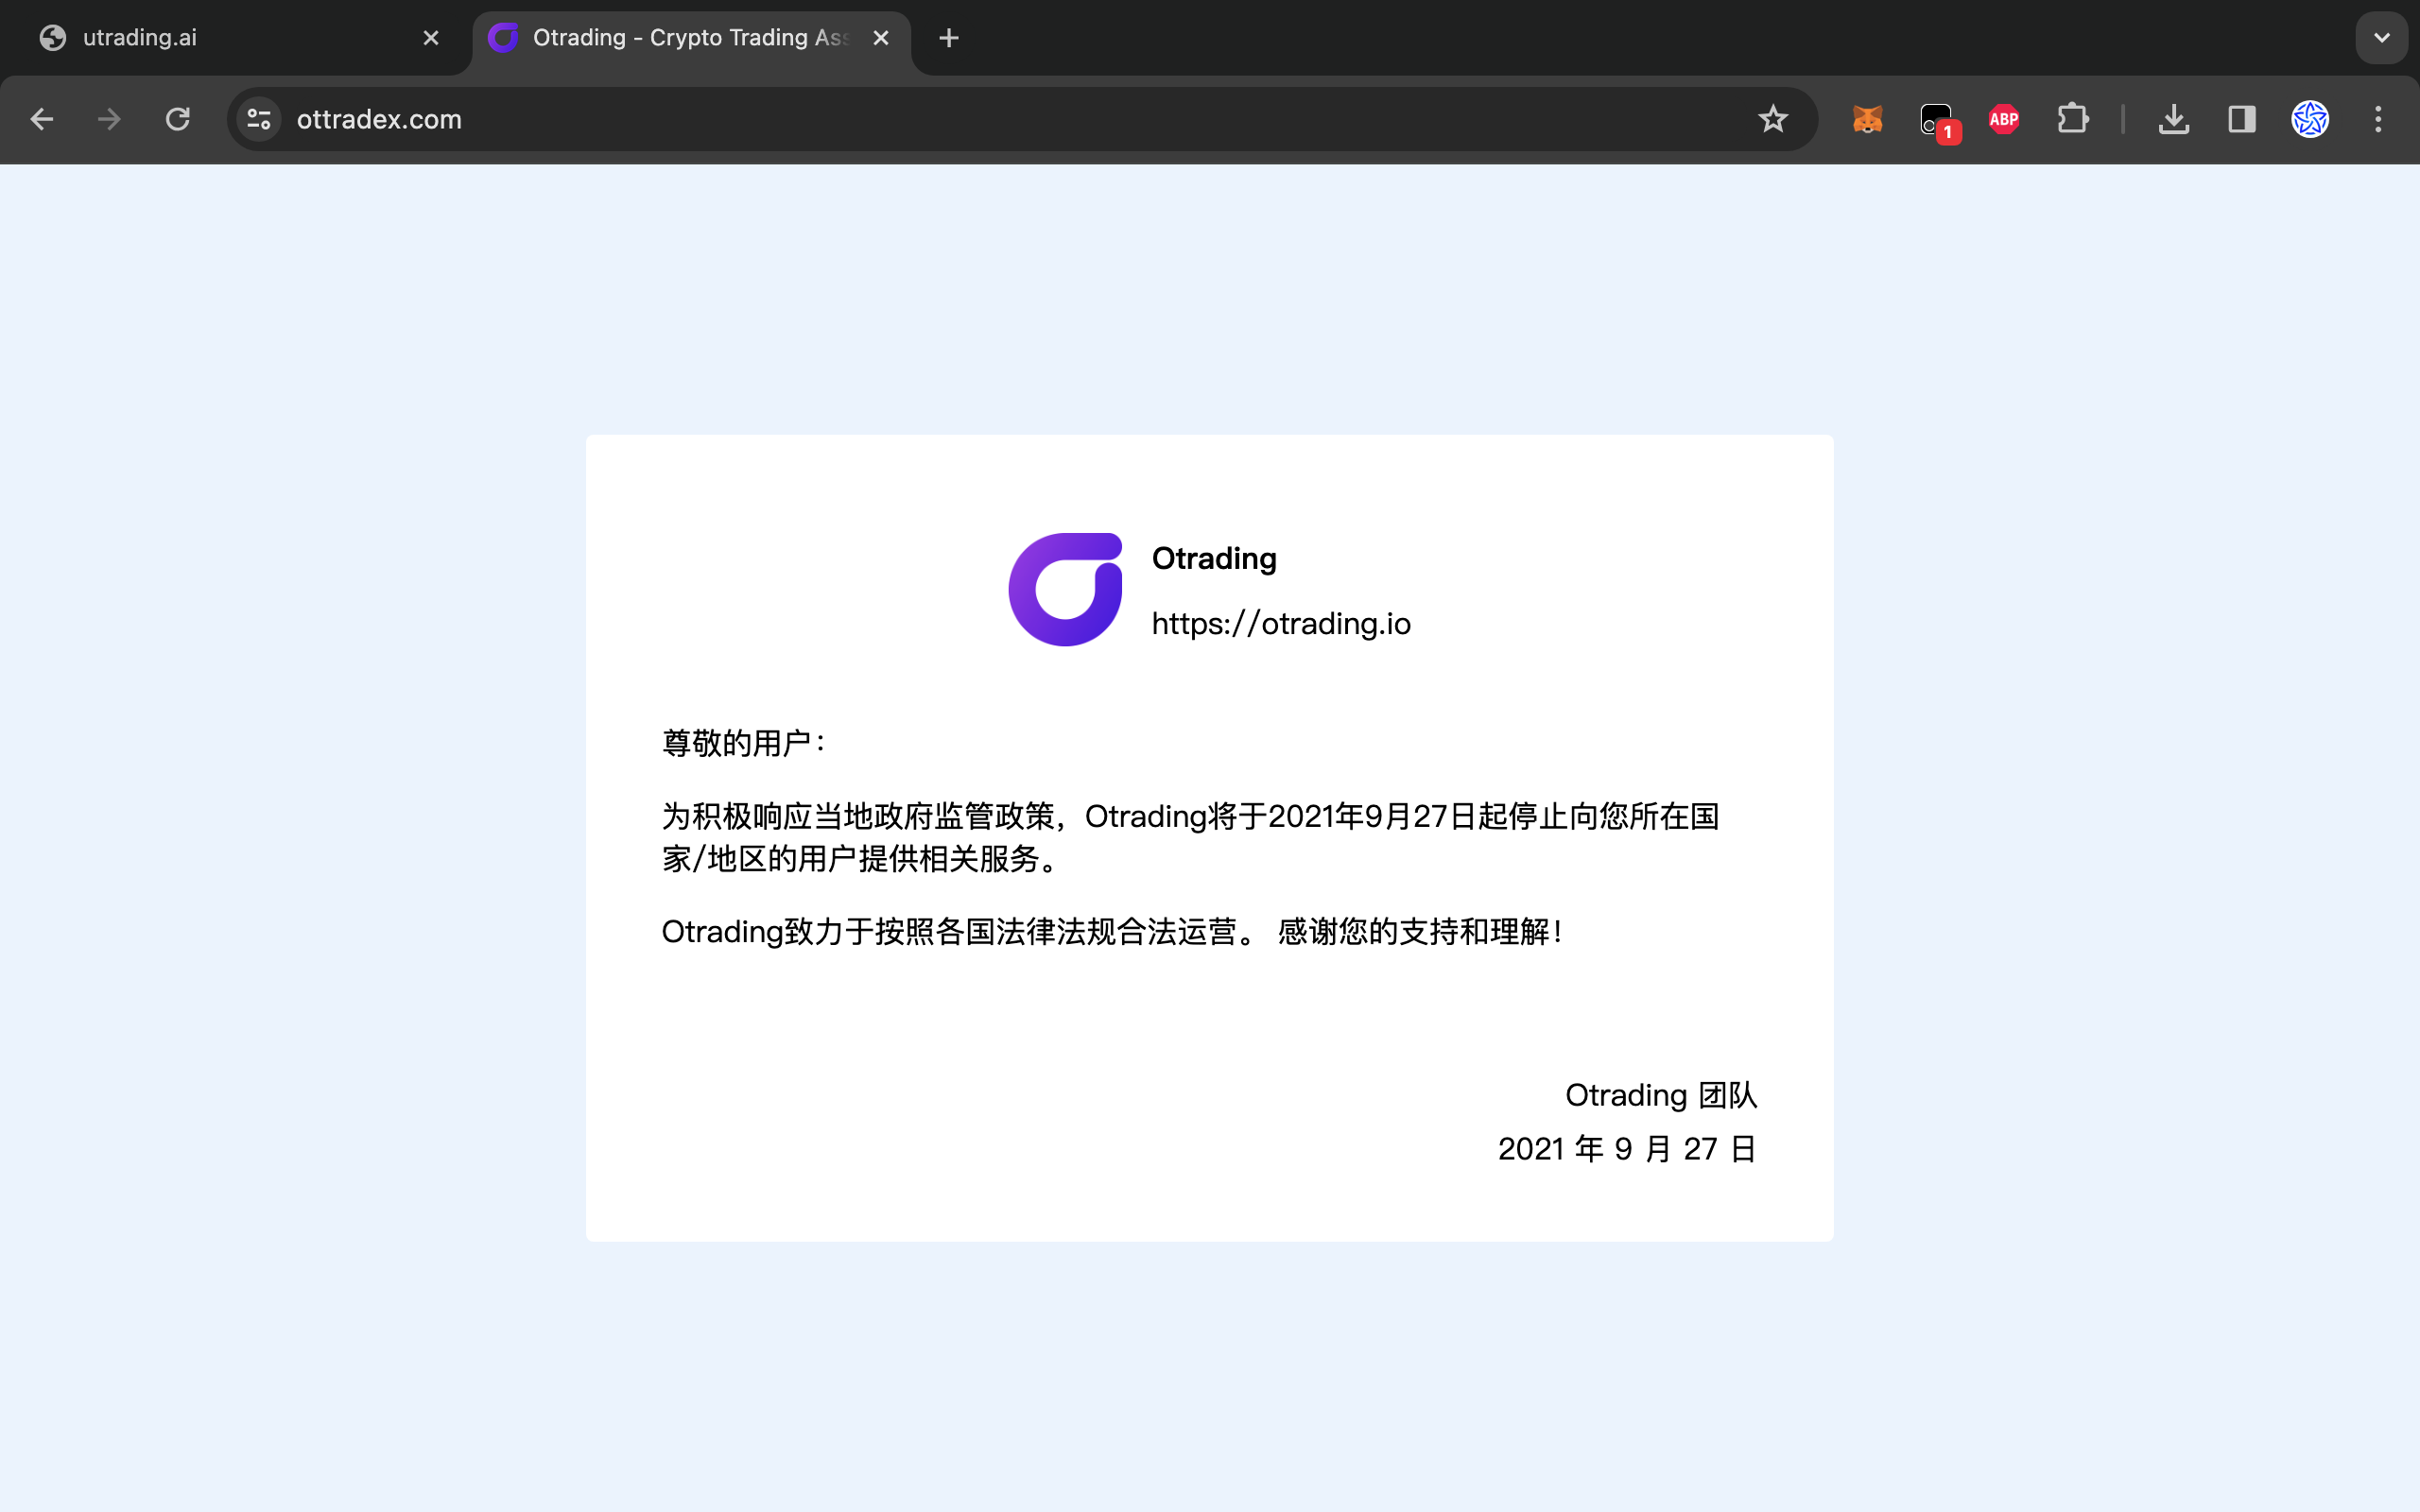 utrading.ai
Otrading - Crypto Trading Ass
ottradex.com
1
ABP
Otrading
https://otrading.io
尊敬的用户：
为积极响应当地政府监管政策，Otrading将于2021年9月27日起停止向您所在国
家/地区的用户提供相关服务。
Otrading致力于按照各国法律法规合法运营。 感谢您的支持和理解！
Otrading 团队
2021 年 9 月 27 日